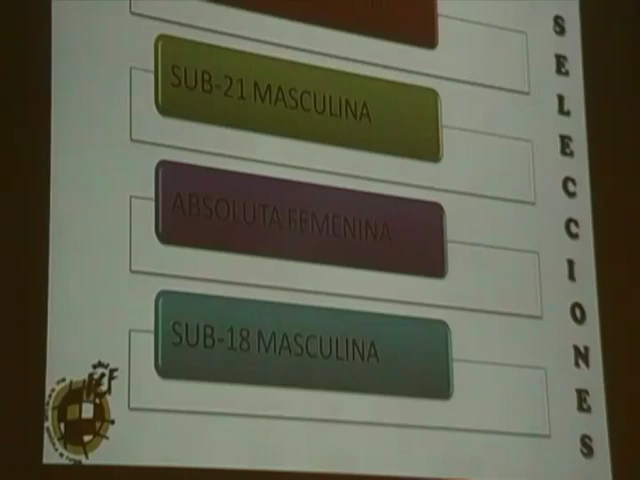 SUB-21 MASCULINA
ABSOLUTA FEMENINA
SUB-18 MASCULINA
SELECCIONES